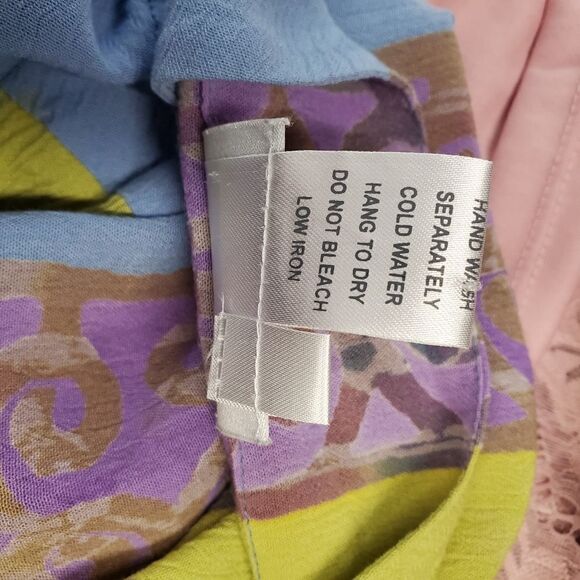 HAND WASH
SEPARATELY
COLD WATER
HANG TO DRY
DO NOT BLEACH
LOW IRON